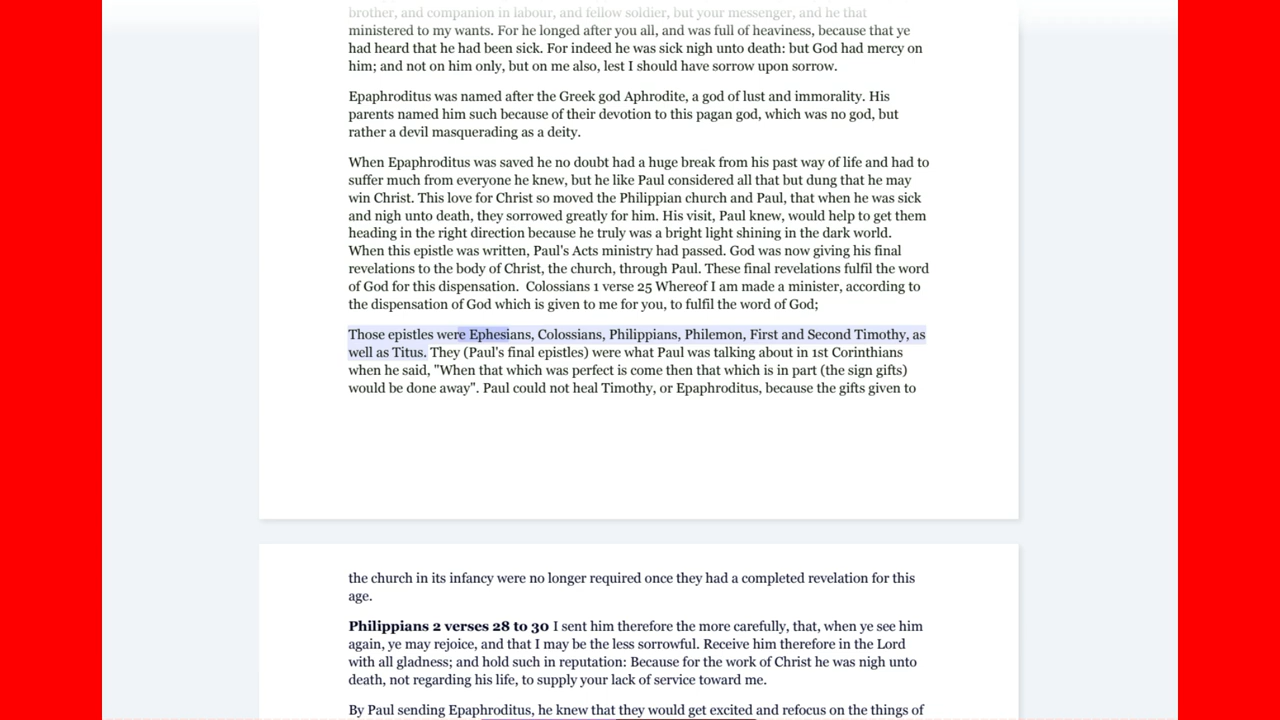 brother, and companion in labour, and fellow soldier, but your messenger, and he that
ministered to my wants. For he longed after you all, and was full of heaviness, because that ye
had heard that he had been sick. For indeed he was sick nigh unto death: but God had mercy on
him; and not on him only, but on me also, lest I should have sorrow upon sorrow.
Epaphroditus was named after the Greek god Aphrodite, a god of lust and immorality. His
parents named him such because of their devotion to this pagan god, which was no god, but
rather a devil masquerading as a deity.
When Epaphroditus was saved he no doubt had a huge break from his past way of life and had to
suffer much from everyone he knew, but he like Paul considered all that but dung that he may
win Christ. This love for Christ so moved the Philippian church and Paul, that when he was sick
and nigh unto death, they sorrowed greatly for him. His visit, Paul knew, would help to get them
heading in the right direction because he truly was a bright light shining in the dark world.
When this epistle was written, Paul's Acts ministry had passed. God was now giving his final
revelations to the body of Christ, the church, through Paul. These final revelations fulfil the word
of God for this dispensation.  Colossians 1 verse 25 Whereof I am made a minister, according to
the dispensation of God which is given to me for you, to fulfil the word of God;
Those epistles were Ephesians, Colossians, Philippians, Philemon, First and Second Timothy, as
well as Titus. They (Paul's final epistles) were what Paul was talking about in 1st Corinthians
when he said, "When that which was perfect is come then that which is in part (the sign gifts)
would be done away". Paul could not heal Timothy, or Epaphroditus, because the gifts given to
the church in its infancy were no longer required once they had a completed revelation for this
age.
Philippians 2 verses 28 to 30 I sent him therefore the more carefully, that, when ye see him
again, ye may rejoice, and that I may be the less sorrowful. Receive him therefore in the Lord
with all gladness; and hold such in reputation: Because for the work of Christ he was nigh unto
death, not regarding his life, to supply your lack of service toward me.
By Paul sending Epaphroditus, he knew that they would get excited and refocus on the things of